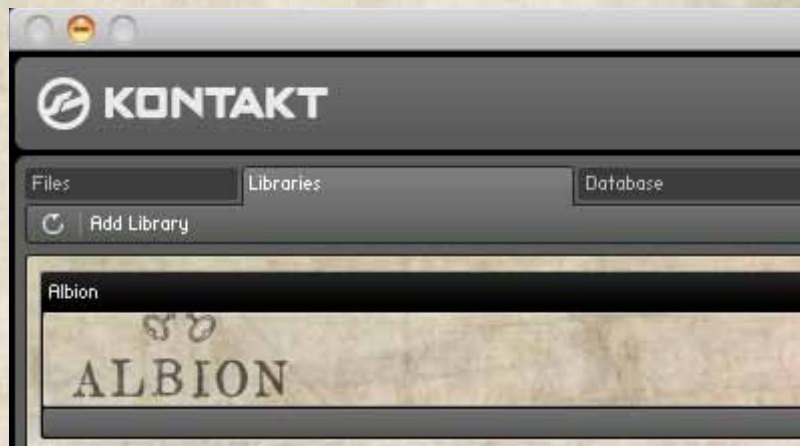 KONTAKT
Files Libraries Database
Add Library
Albion
ALBION